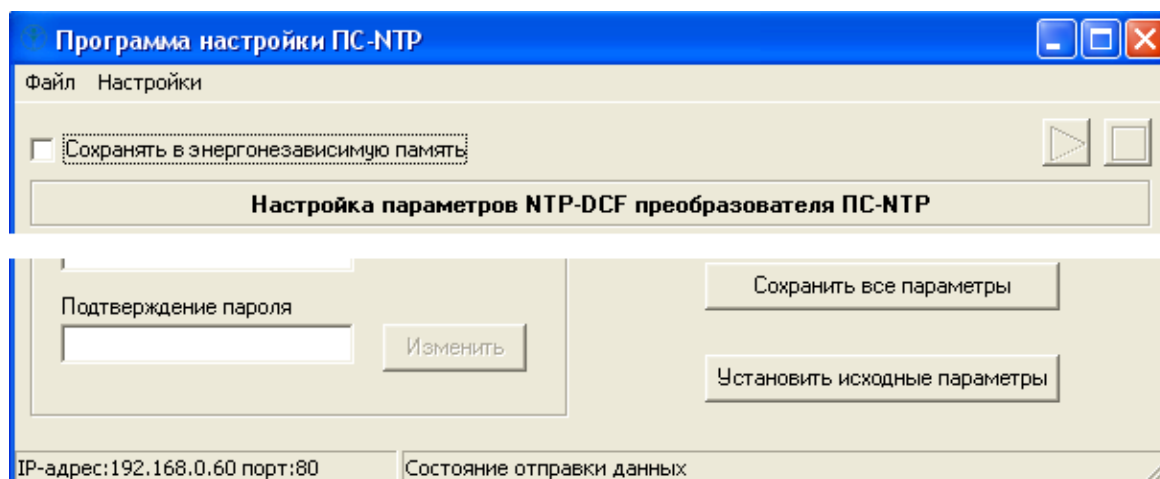 Программа настройки ПС-NTP
Файл Настройки
Сохранять в энергонезависимую память
Настройка параметров NTP-DCF преобразователя ПС-NTP
Сохранить все параметры
Подтверждение пароля
Изменить
Установить исходные параметры
IP-адрес:192.168.0.60 порт:80 Состояние отправки данных